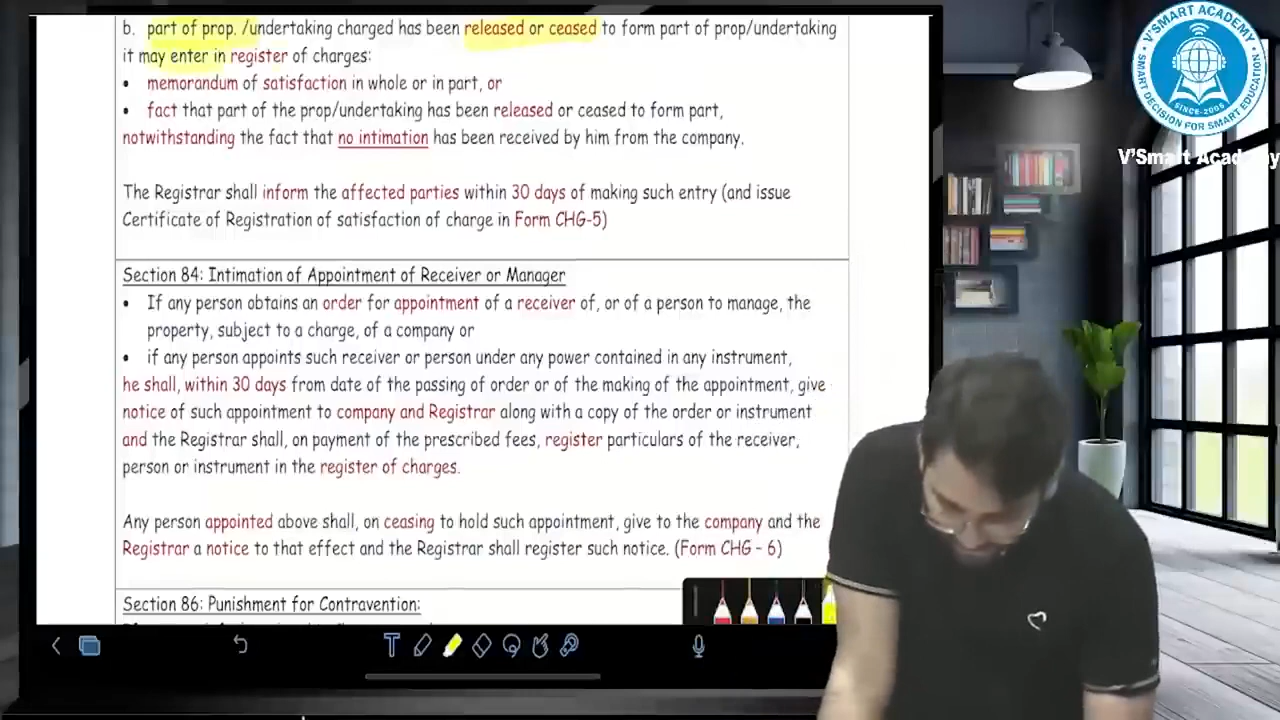 b. part of prop. /undertaking charged has been released or ceased to form part of prop/undertaking
it may enter in register of charges:
• memorandum of satisfaction in whole or in part, or
• fact that part of the prop/undertaking has been released or ceased to form part,
notwithstanding the fact that no intimation has been received by him from the company.
The Registrar shall inform the affected parties within 30 days of making such entry (and issue
Certificate of Registration of satisfaction of charge in Form CHG-5)
Section 84: Intimation of Appointment of Receiver or Manager
• If any person obtains an order for appointment of a receiver of, or of a person to manage, the
property, subject to a charge, of a company or
• if any person appoints such receiver or person under any power contained in any instrument,
he shall, within 30 days from date of the passing of order or of the making of the appointment, give
notice of such appointment to company and Registrar along with a copy of the order or instrument
and the Registrar shall, on payment of the prescribed fees, register particulars of the receiver,
person or instrument in the register of charges.
Any person appointed above shall, on ceasing to hold such appointment, give to the company and the
Registrar a notice to that effect and the Registrar shall register such notice. (Form CHG - 6)
Section 86: Punishment for Contravention:
T
V'SMART ACADEMY
SMART DECISION FOR SMART EDUCATION
SINCE-2005
V'Smart Academy